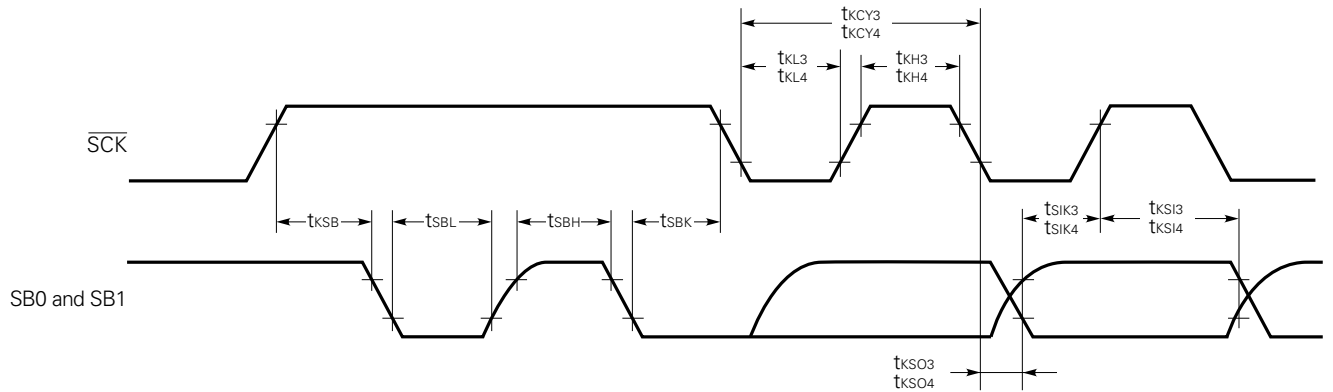 tKCY3
tKCY4
tKL3
tKL4
tKH3
tKH4
SCK
tKSB
tSBL
tSBH
tSBK
tSIK3
tSIK4
tKSI3
tKSI4
SB0 and SB1
tKSO3
tKSO4